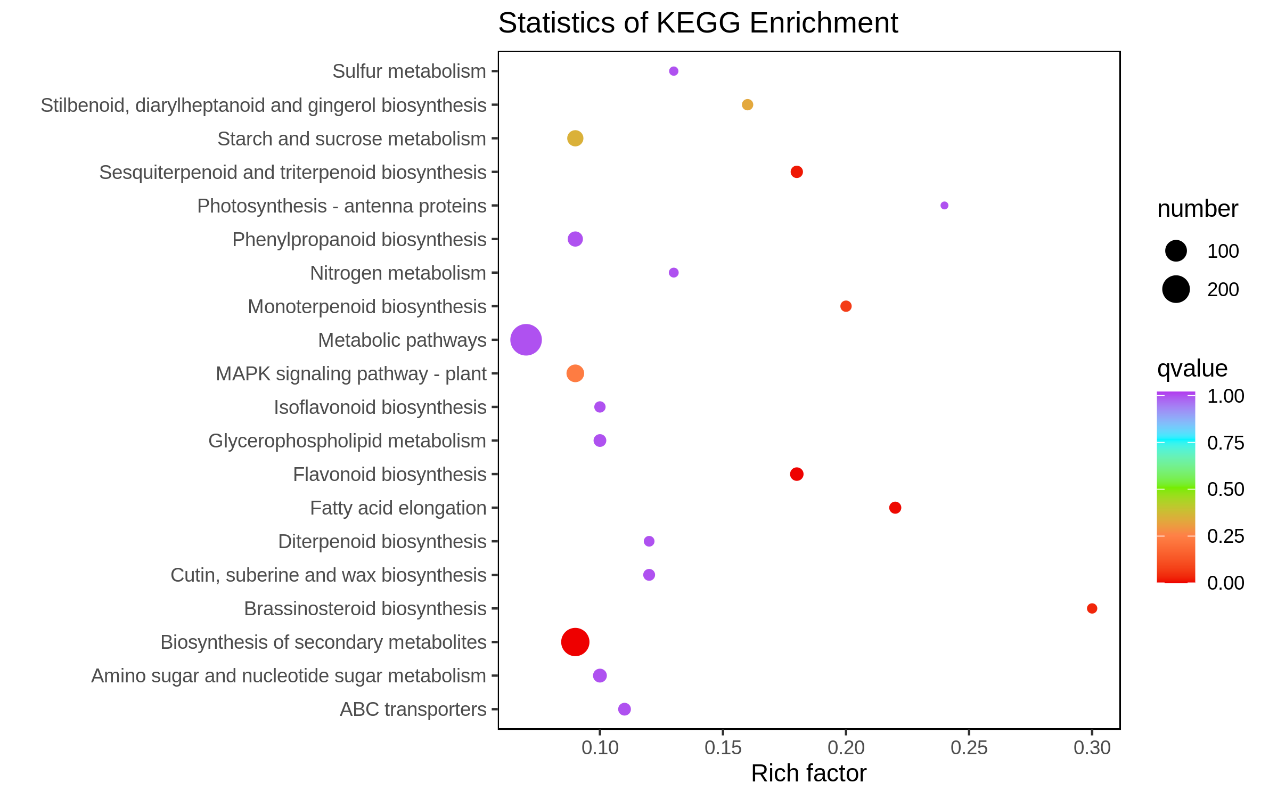 Statistics of KEGG Enrichment
Sulfur metabolism
Stilbenoid, diarylheptanoid and gingerol biosynthesis
Starch and sucrose metabolism
Sesquiterpenoid and triterpenoid biosynthesis
Photosynthesis - antenna proteins
Phenylpropanoid biosynthesis
Nitrogen metabolism
Monoterpenoid biosynthesis
Metabolic pathways
MAPK signaling pathway - plant
Isoflavonoid biosynthesis
Glycerophospholipid metabolism
Flavonoid biosynthesis
Fatty acid elongation
Diterpenoid biosynthesis
Cutin, suberine and wax biosynthesis
Brassinosteroid biosynthesis
Biosynthesis of secondary metabolites
Amino sugar and nucleotide sugar metabolism
ABC transporters
0.10 0.15 0.20 0.25 0.30
Rich factor
number
100
200
qvalue
1.00
0.75
0.50
0.25
0.00